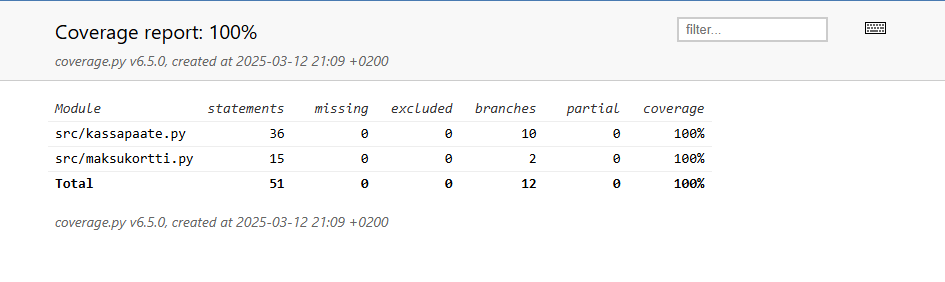 Coverage report: 100%
filter...
coverage.py v6.5.0, created at 2025-03-12 21:09 +0200
Module statements missing excluded branches partial coverage
src/kassapaate.py 36 0 0 10 0 100%
src/maksukortti.py 15 0 0 2 0 100%
Total 51 0 0 12 0 100%
coverage.py v6.5.0, created at 2025-03-12 21:09 +0200